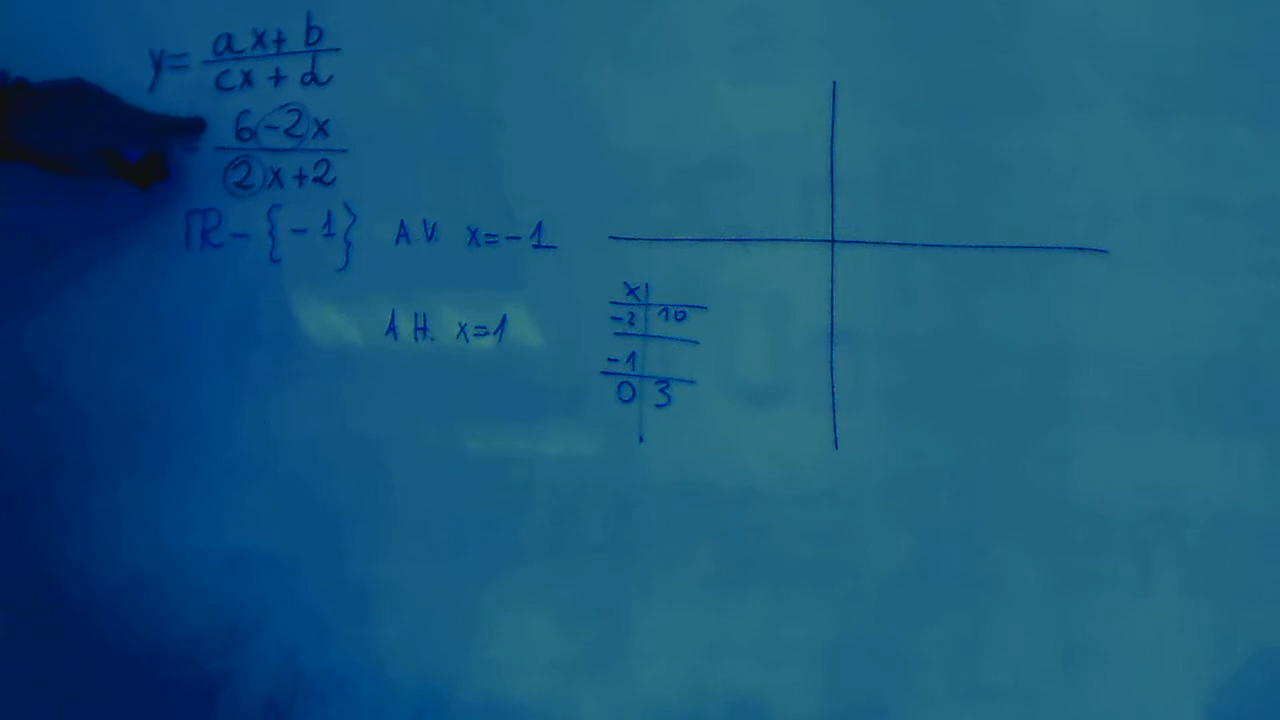 y = ax + b / cx + d
6 - 2x / 2x + 2
ℝ - {-1} A.V. x = -1
A.H. x = 1
x
-2 10
-1
0 3